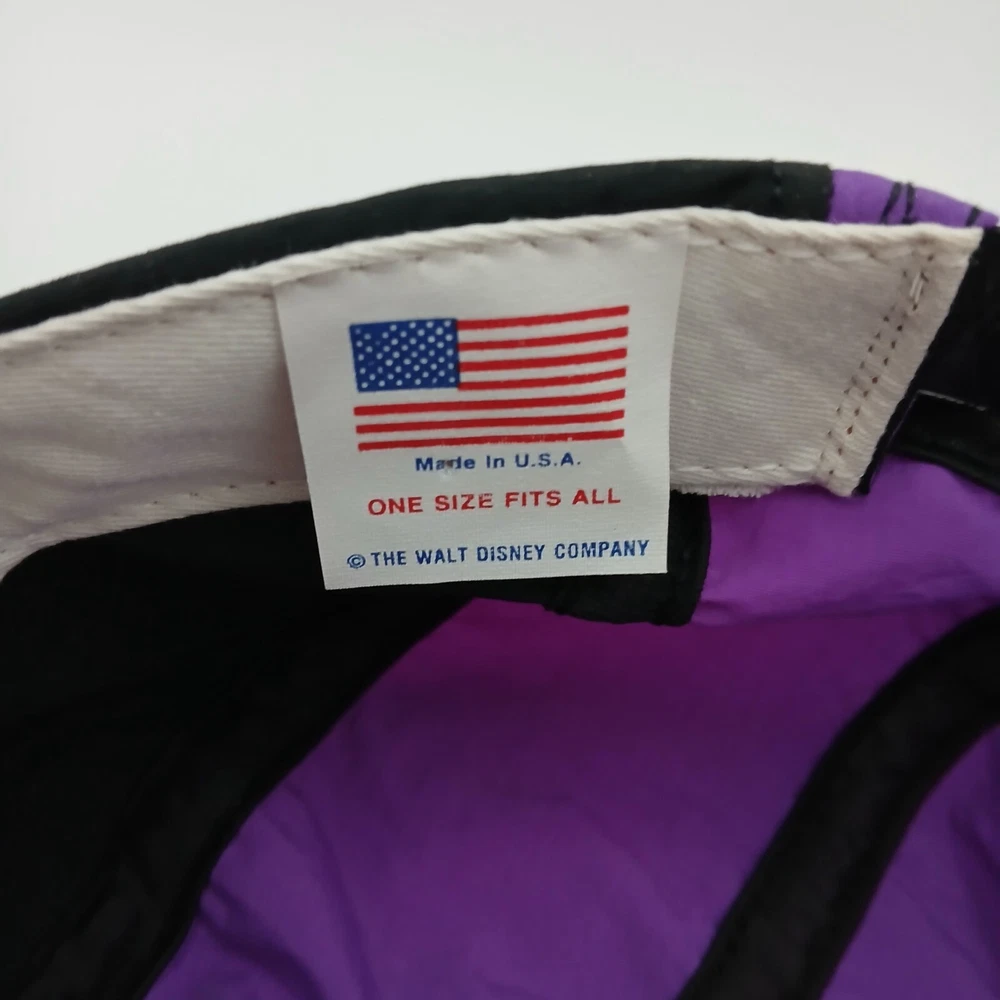 Made In U.S.A.
ONE SIZE FITS ALL
© THE WALT DISNEY COMPANY